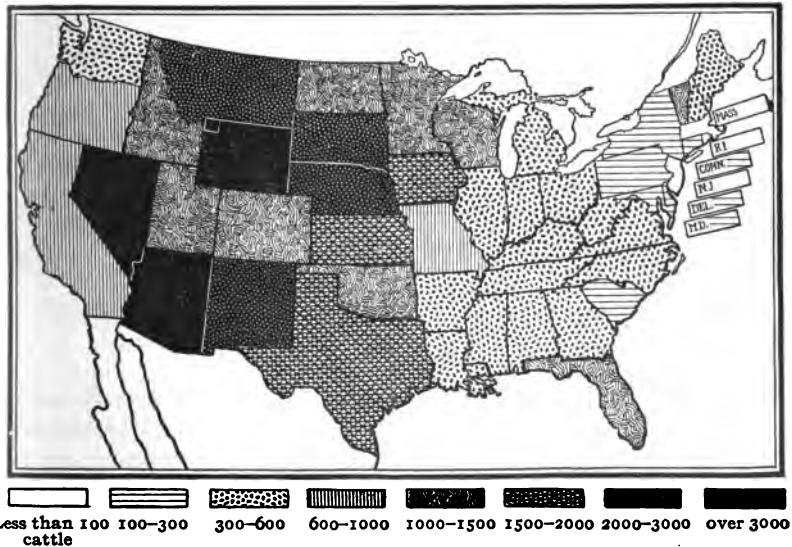 MASS
R.I.
CONN.
N.J.
DEL.
M.D.
ess than 100 100–300 300–600 600–1000 1000–1500 1500–2000 2000–3000 over 3000
cattle